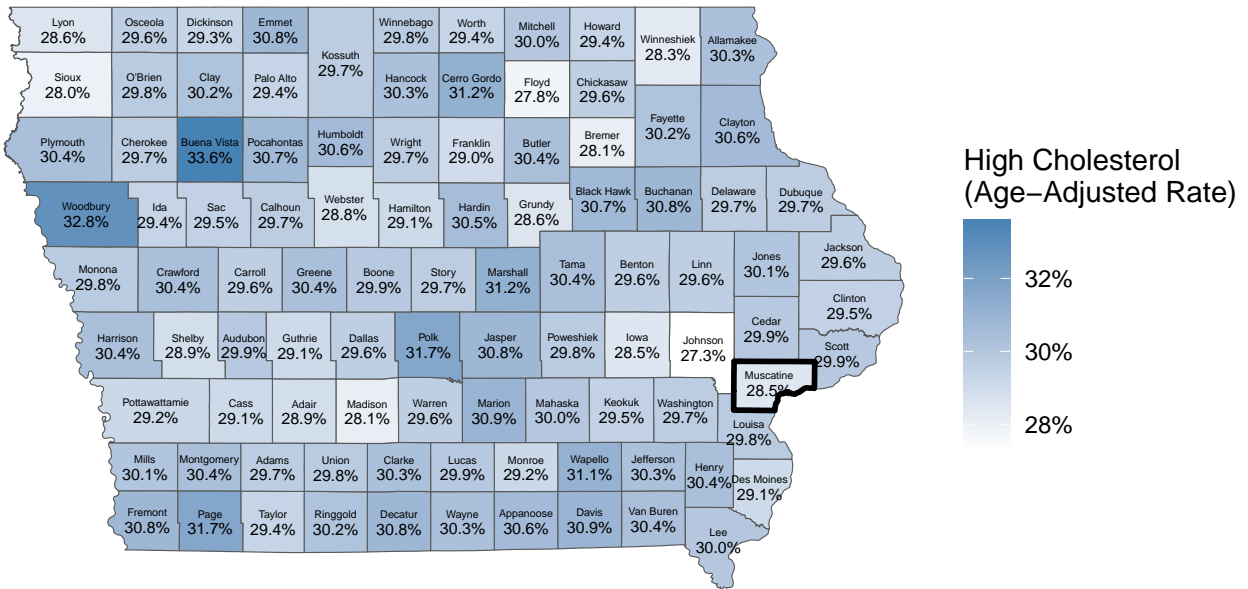 Lyon
28.6%
Osceola
29.6%
Dickinson
29.3%
Emmet
30.8%
Kossuth
29.7%
Winnebago
29.8%
Worth
29.4%
Mitchell
30.0%
Howard
29.4%
Winneshiek
28.3%
Allamakee
30.3%
Sioux
28.0%
O'Brien
29.8%
Clay
30.2%
Palo Alto
29.4%
Hancock
30.3%
Cerro Gordo
31.2%
Floyd
27.8%
Chickasaw
29.6%
Fayette
30.2%
Clayton
30.6%
Plymouth
30.4%
Cherokee
29.7%
Buena Vista
33.6%
Pocahontas
30.7%
Humboldt
30.6%
Wright
29.7%
Franklin
29.0%
Butler
30.4%
Bremer
28.1%
Woodbury
32.8%
Ida
29.4%
Sac
29.5%
Calhoun
29.7%
Webster
28.8%
Hamilton
29.1%
Hardin
30.5%
Grundy
28.6%
Black Hawk
30.7%
Buchanan
30.8%
Delaware
29.7%
Dubuque
29.7%
Monona
29.8%
Crawford
30.4%
Carroll
29.6%
Greene
30.4%
Boone
29.9%
Story
29.7%
Marshall
31.2%
Tama
30.4%
Benton
29.6%
Linn
29.6%
Jones
30.1%
Jackson
29.6%
Clinton
29.5%
Harrison
30.4%
Shelby
28.9%
Audubon
29.9%
Guthrie
29.1%
Dallas
29.6%
Polk
31.7%
Jasper
30.8%
Poweshiek
29.8%
Iowa
28.5%
Johnson
27.3%
Cedar
29.9%
Scott
29.9%
Muscatine
28.5%
Pottawattamie
29.2%
Cass
29.1%
Adair
28.9%
Madison
28.1%
Warren
29.6%
Marion
30.9%
Mahaska
30.0%
Keokuk
29.5%
Washington
29.7%
Louisa
29.8%
Mills
30.1%
Montgomery
30.4%
Adams
29.7%
Union
29.8%
Clarke
30.3%
Lucas
29.9%
Monroe
29.2%
Wapello
31.1%
Jefferson
30.3%
Henry
30.4%
Des Moines
29.1%
Fremont
30.8%
Page
31.7%
Taylor
29.4%
Ringgold
30.2%
Decatur
30.8%
Wayne
30.3%
Appanoose
30.6%
Davis
30.9%
Van Buren
30.4%
Lee
30.0%
High Cholesterol
(Age−Adjusted Rate)
32%
30%
28%